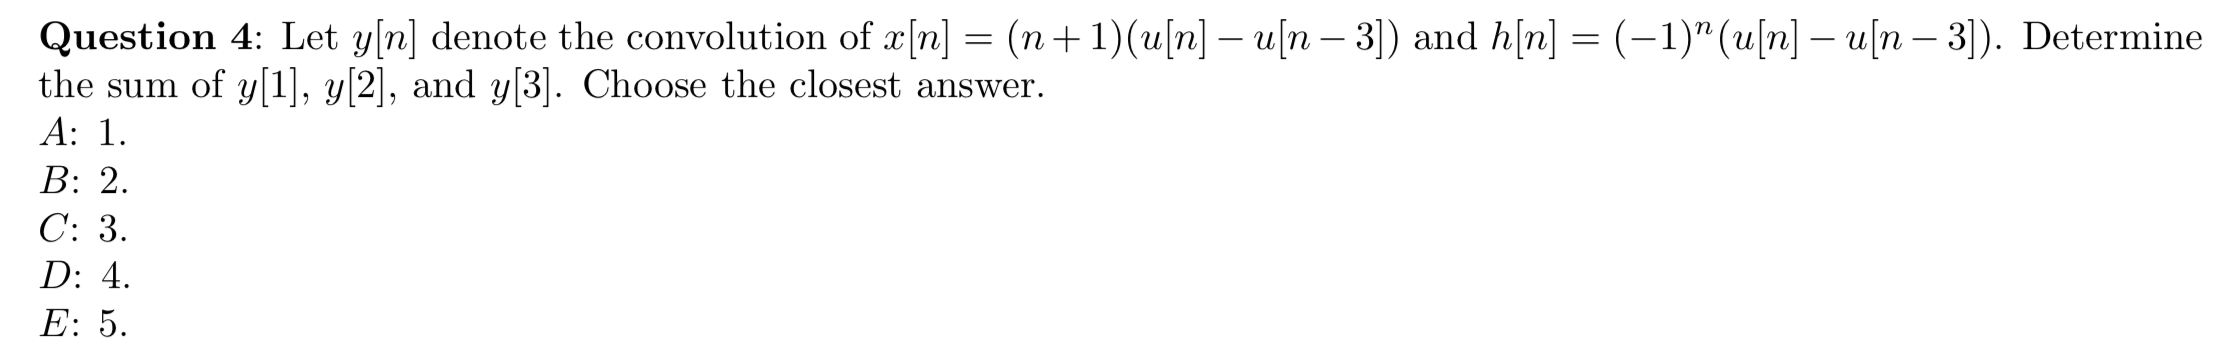 Question 4: Let y[n] denote the convolution of x[n] = (n + 1)(u[n] − u[n − 3]) and h[n] = (−1)ⁿ(u[n] − u[n − 3]). Determine
the sum of y[1], y[2], and y[3]. Choose the closest answer.
A: 1.
B: 2.
C: 3.
D: 4.
E: 5.